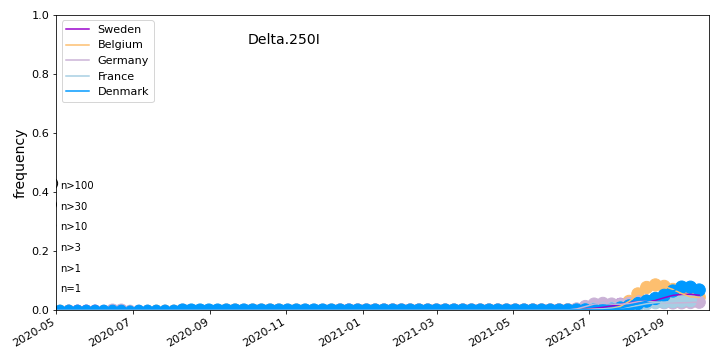 Delta.250I
Sweden
Belgium
Germany
France
Denmark
frequency
1.0
0.8
0.6
0.4
0.2
0.0
n>100
n>30
n>10
n>3
n>1
n=1
2020-05
2020-07
2020-09
2020-11
2021-01
2021-03
2021-05
2021-07
2021-09